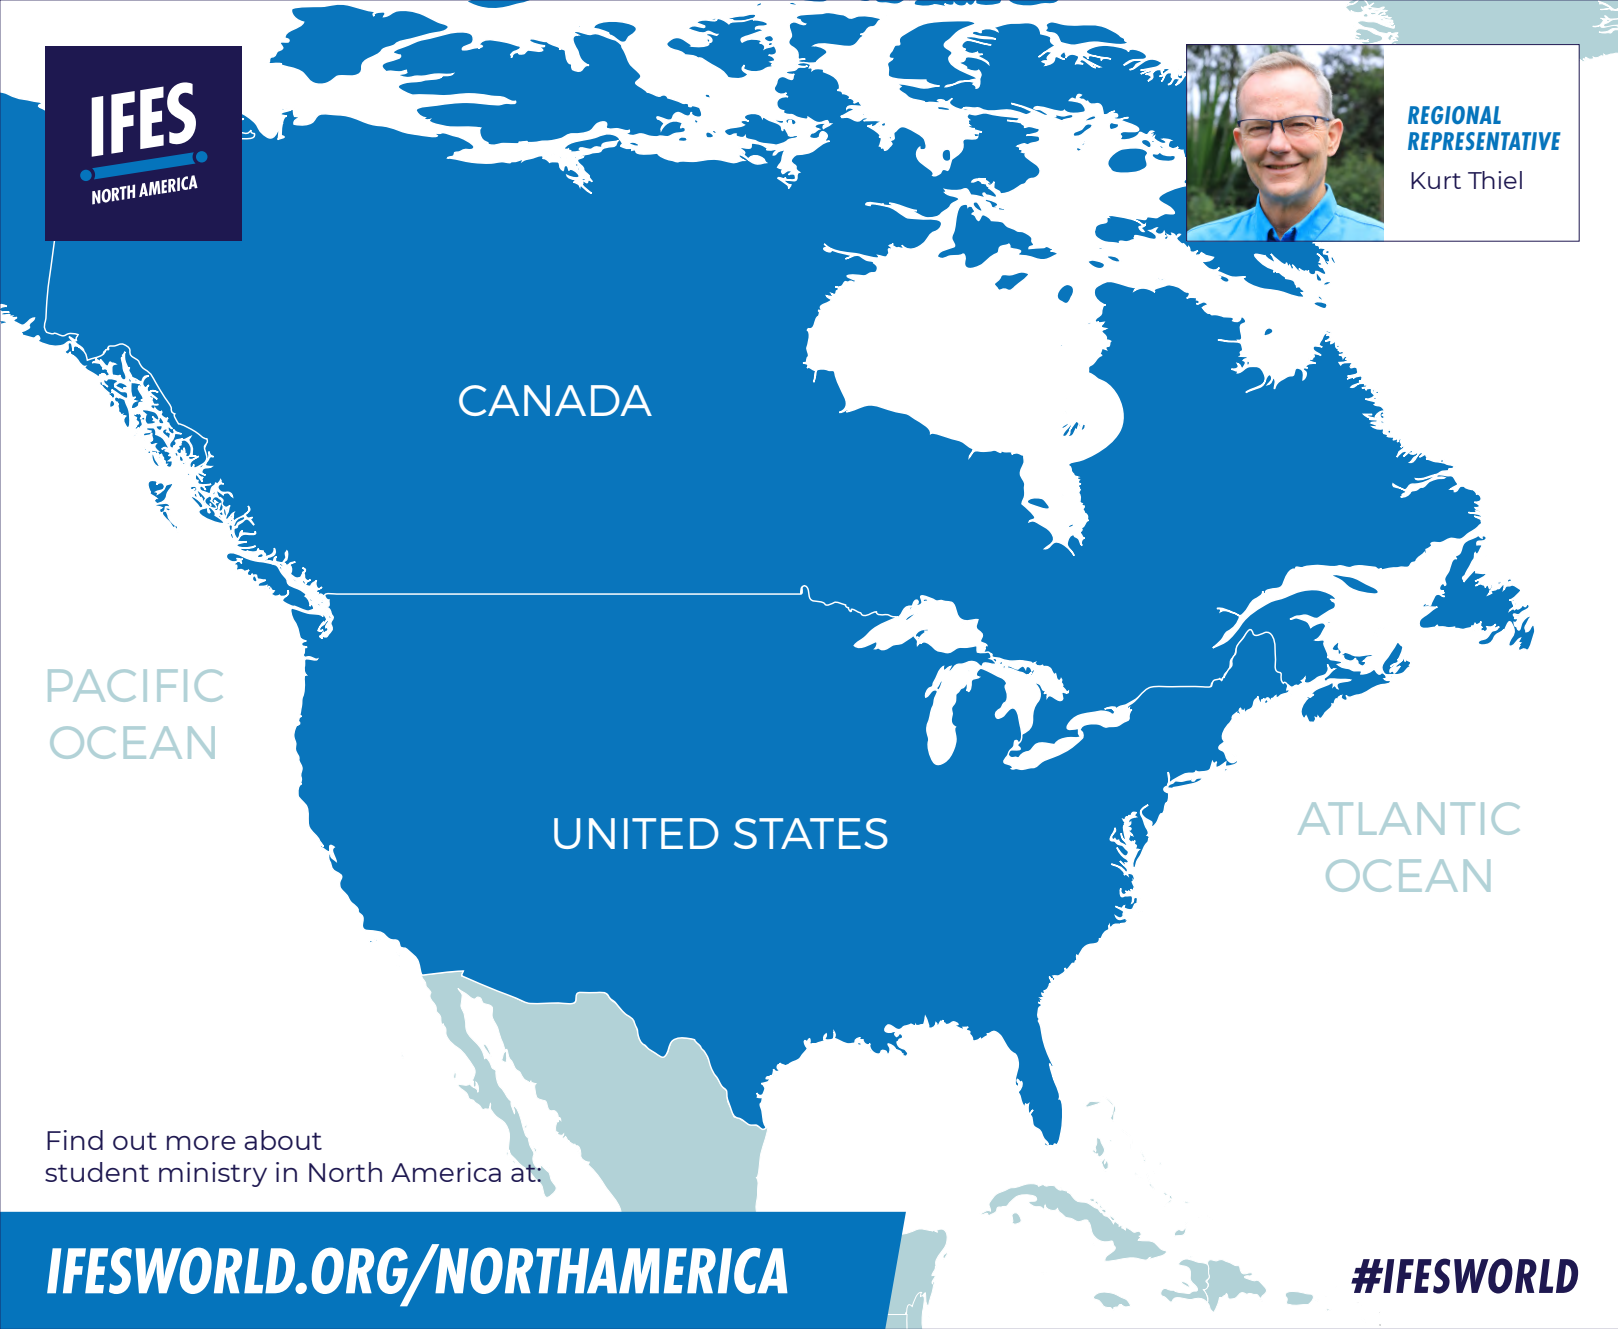 IFES
NORTH AMERICA
REGIONAL
REPRESENTATIVE
Kurt Thiel
CANADA
PACIFIC
OCEAN
UNITED STATES
ATLANTIC
OCEAN
Find out more about
student ministry in North America at:
IFESWORLD.ORG/NORTHAMERICA
#IFESWORLD